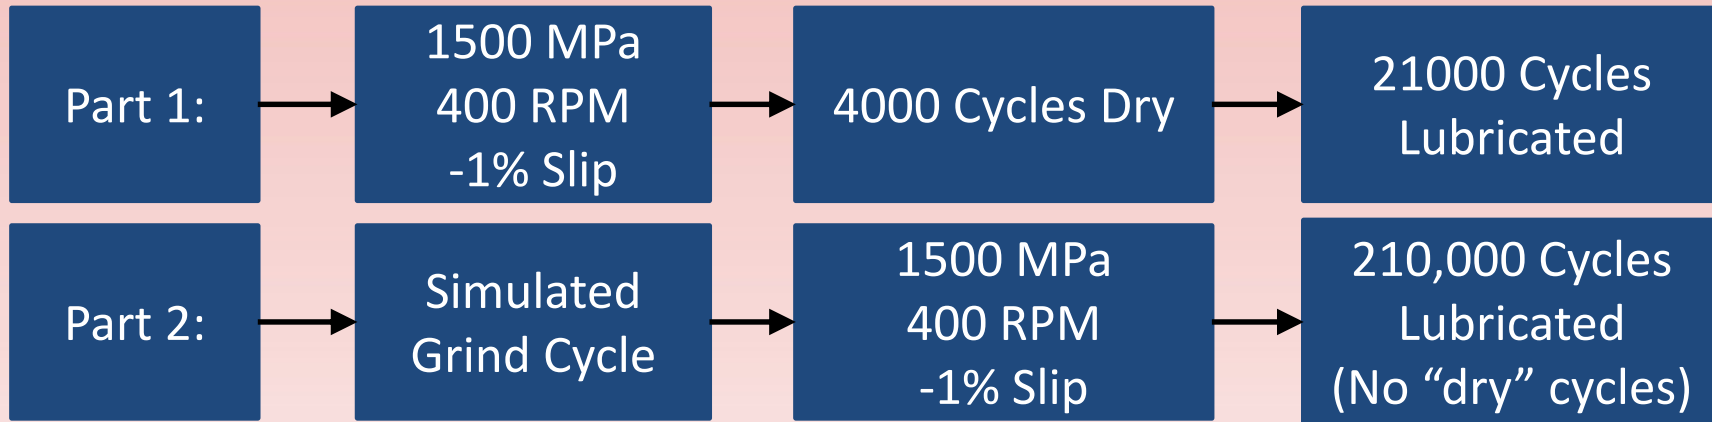 Part 1:
1500 MPa
400 RPM
-1% Slip
4000 Cycles Dry
21000 Cycles
Lubricated
Part 2:
Simulated
Grind Cycle
1500 MPa
400 RPM
-1% Slip
210,000 Cycles
Lubricated
(No “dry” cycles)